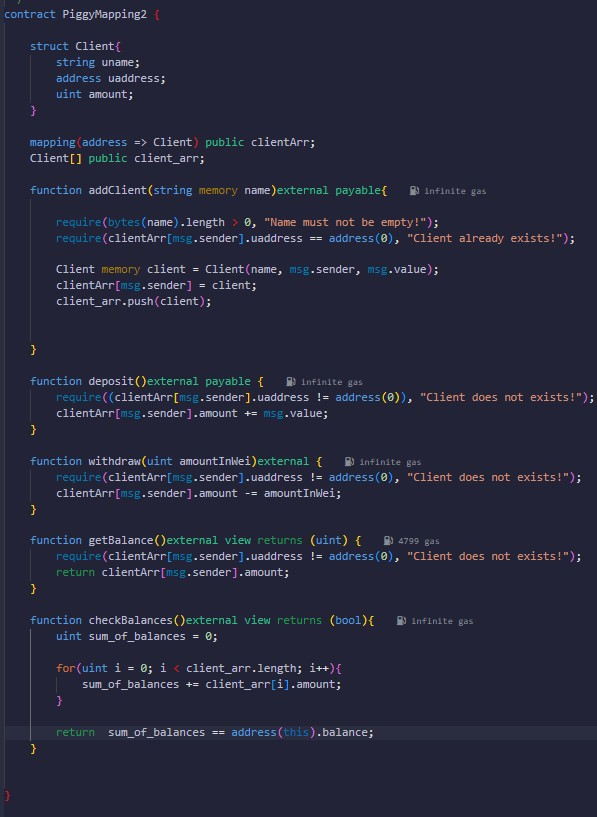 contract PiggyMapping2 {
struct Client{
string uname;
address uaddress;
uint amount;
}
mapping(address => Client) public clientArr;
Client[] public client_arr;
function addClient(string memory name)external payable{ infinite gas
require(bytes(name).length > 0, "Name must not be empty!");
require(clientArr[msg.sender].uaddress == address(0), "Client already exists!");
Client memory client = Client(name, msg.sender, msg.value);
clientArr[msg.sender] = client;
client_arr.push(client);
}
function deposit()external payable { infinite gas
require((clientArr[msg.sender].uaddress != address(0)), "Client does not exists!");
clientArr[msg.sender].amount += msg.value;
}
function withdraw(uint amountInWei)external { infinite gas
require(clientArr[msg.sender].uaddress != address(0), "Client does not exists!");
clientArr[msg.sender].amount -= amountInWei;
}
function getBalance()external view returns (uint) { 4799 gas
require(clientArr[msg.sender].uaddress != address(0), "Client does not exists!");
return clientArr[msg.sender].amount;
}
function checkBalances()external view returns (bool){ infinite gas
uint sum_of_balances = 0;
for(uint i = 0; i < client_arr.length; i++){
sum_of_balances += client_arr[i].amount;
}
return  sum_of_balances == address(this).balance;
}
}